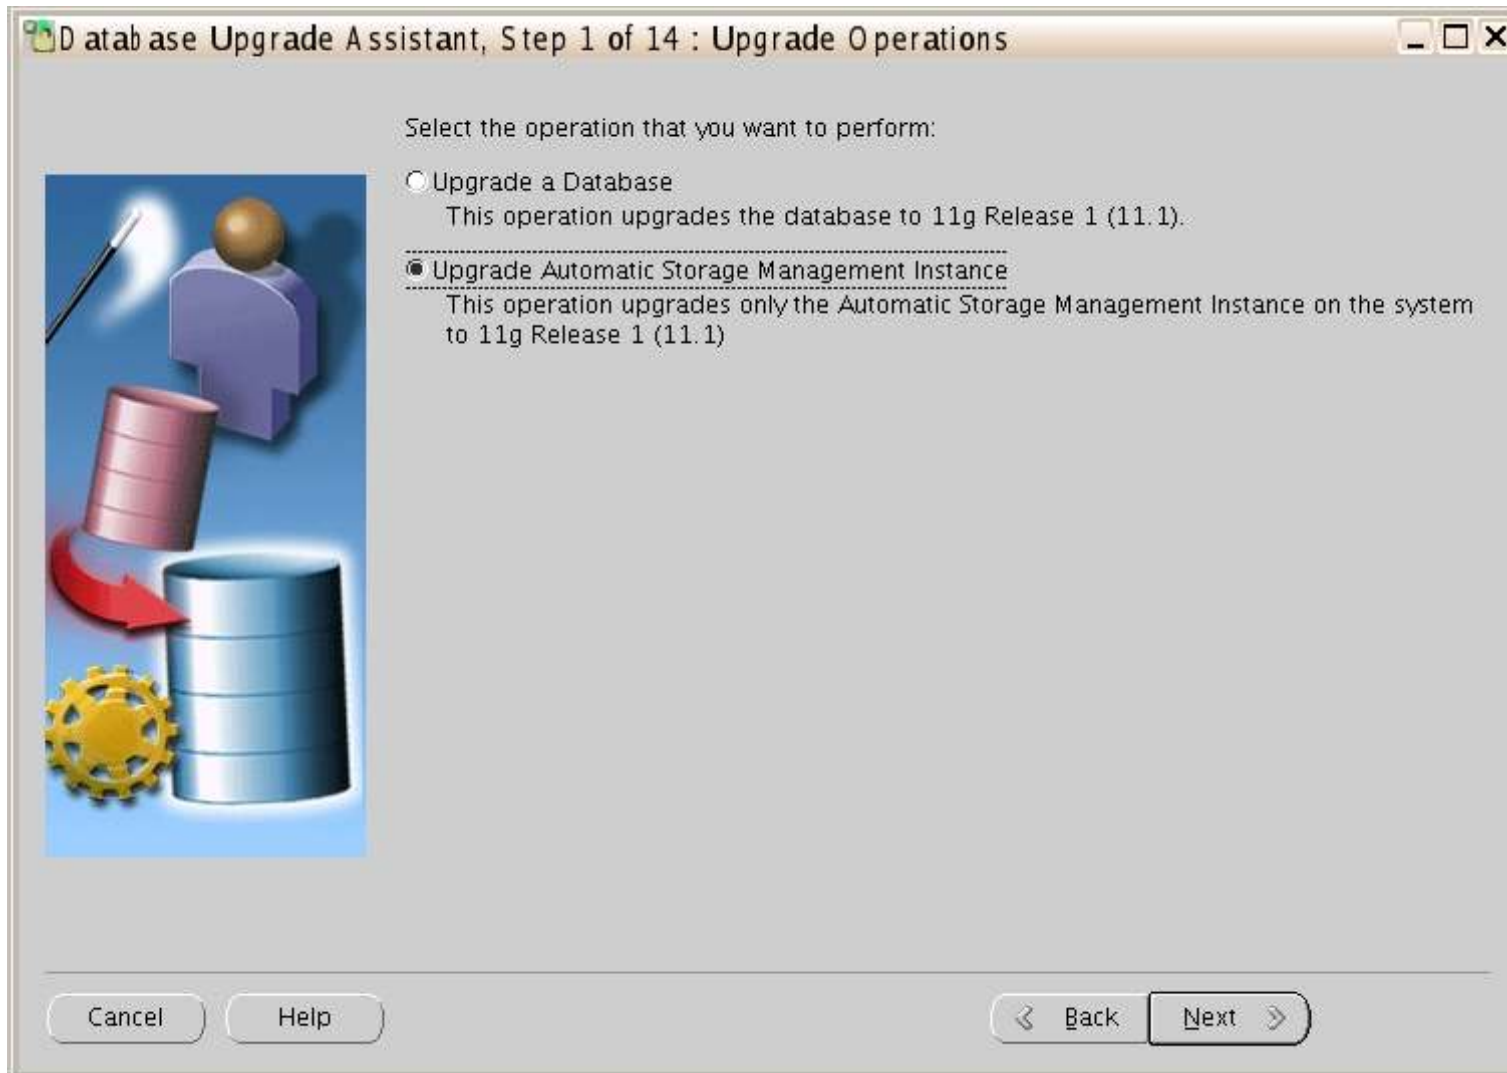 Database Upgrade Assistant, Step 1 of 14 : Upgrade Operations
Select the operation that you want to perform:
Upgrade a Database
This operation upgrades the database to 11g Release 1 (11.1).
Upgrade Automatic Storage Management Instance
This operation upgrades only the Automatic Storage Management Instance on the system
to 11g Release 1 (11.1)
Cancel
Help
Back
Next